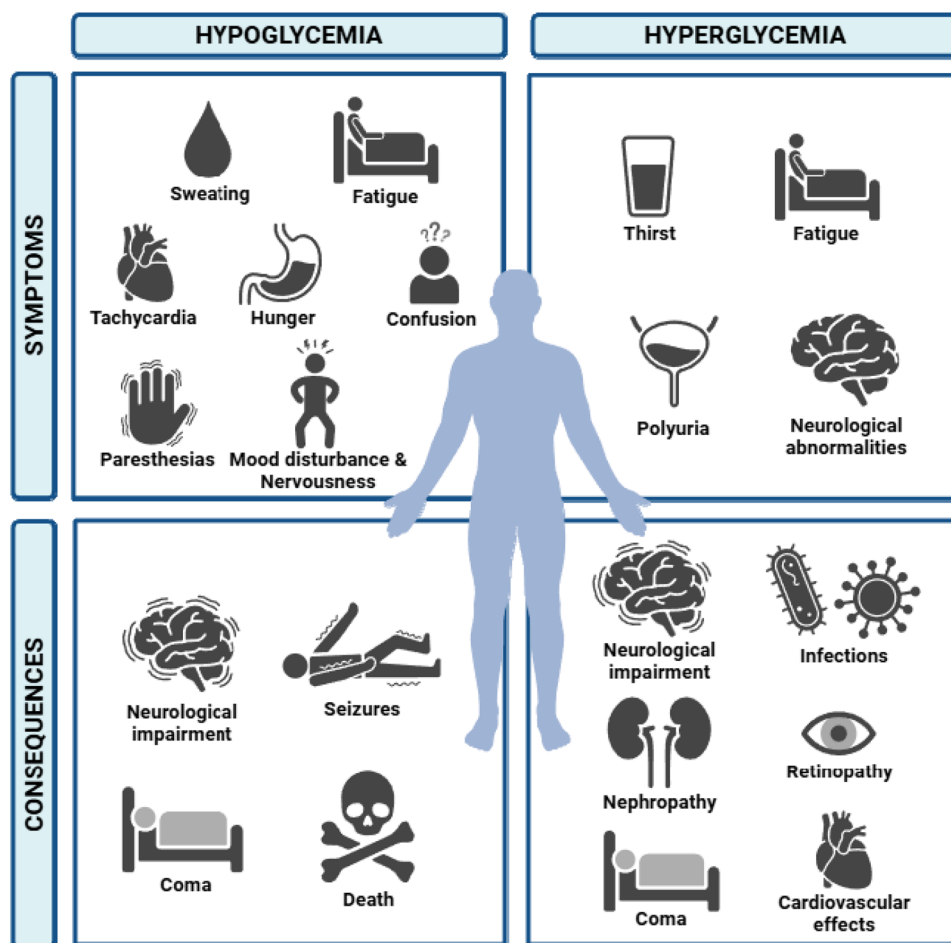 HYPOGLYCEMIA
HYPERGLYCEMIA
SYMPTOMS
Sweating
Fatigue
Tachycardia
Hunger
Confusion
Paresthesias
Mood disturbance &
Nervousness
Thirst
Fatigue
Polyuria
Neurological
abnormalities
CONSEQUENCES
Neurological
impairment
Seizures
Coma
Death
Neurological
impairment
Infections
Nephropathy
Retinopathy
Coma
Cardiovascular
effects